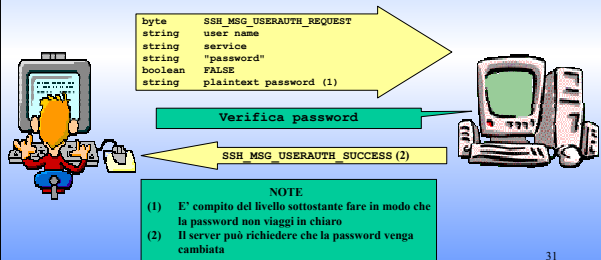 byte SSH_MSG_USERAUTH_REQUEST
string user name
string service
string "password"
boolean FALSE
string plaintext password (1)
Verifica password
SSH_MSG_USERAUTH_SUCCESS (2)
NOTE
(1) E' compito del livello sottostante fare in modo che
la password non viaggi in chiaro
(2) Il server può richiedere che la password venga
cambiata
31